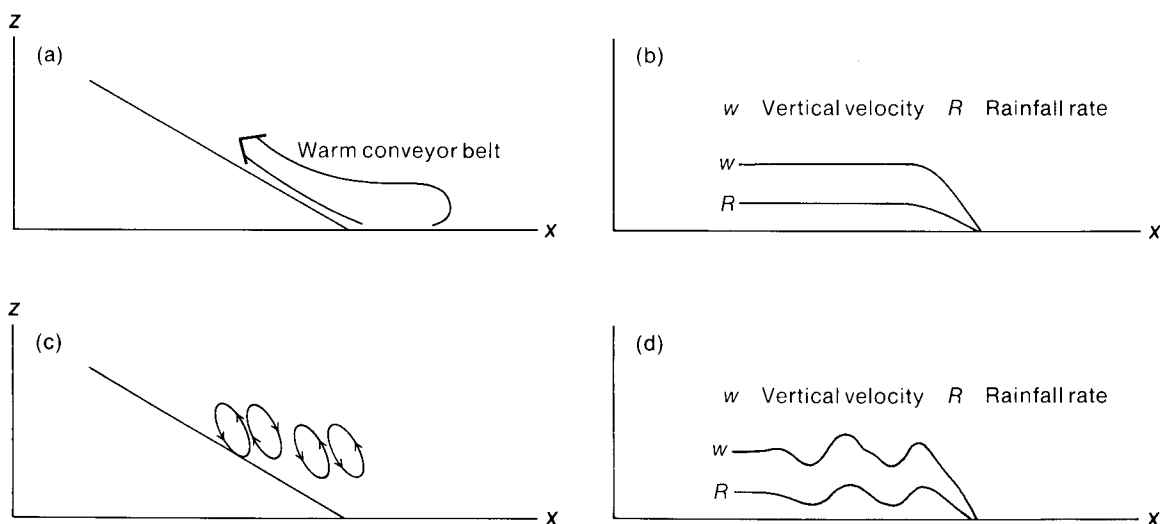 z
(a)
Warm conveyor belt
x
(b)
w Vertical velocity R Rainfall rate
w
R
x
z
(c)
x
(d)
w Vertical velocity R Rainfall rate
w
R
x